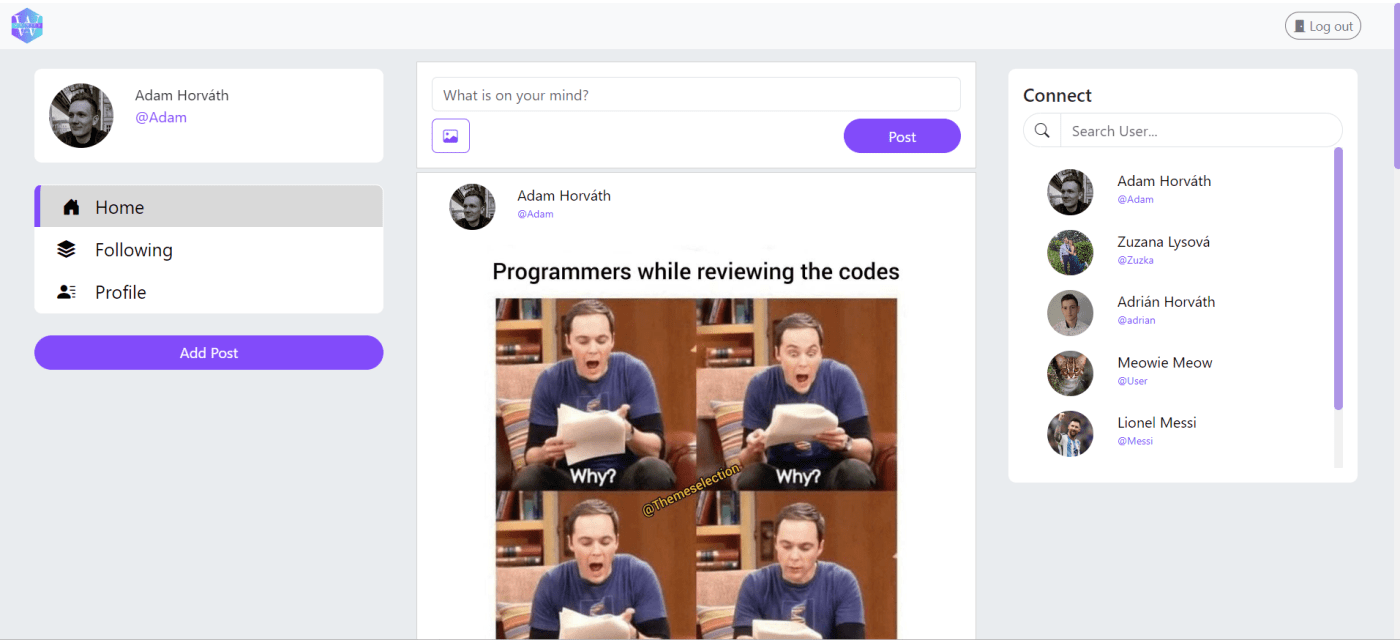 Log out
Adam Horváth
@Adam
Home
Following
Profile
Add Post
What is on your mind?
Post
Adam Horváth
@Adam
Programmers while reviewing the codes
Why?
Why?
@Themeselection
Connect
Search User...
Adam Horváth
@Adam
Zuzana Lysová
@Zuzka
Adrián Horváth
@adrian
Meowie Meow
@User
Lionel Messi
@Messi